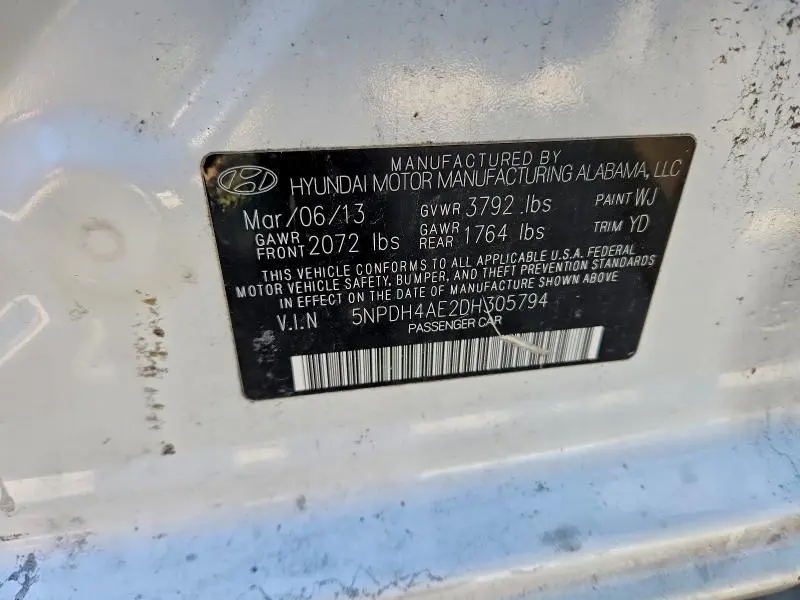 MANUFACTURED BY
HYUNDAI MOTOR MANUFACTURING ALABAMA, LLC
Mar/06/13 GVWR 3792 lbs PAINT WJ
GAWR FRONT 2072 lbs GAWR REAR 1764 lbs TRIM YD
THIS VEHICLE CONFORMS TO ALL APPLICABLE U.S.A. FEDERAL
MOTOR VEHICLE SAFETY, BUMPER, AND THEFT PREVENTION STANDARDS
IN EFFECT ON THE DATE OF MANUFACTURE SHOWN ABOVE
V.I.N 5NPDH4AE2DH305794
PASSENGER CAR